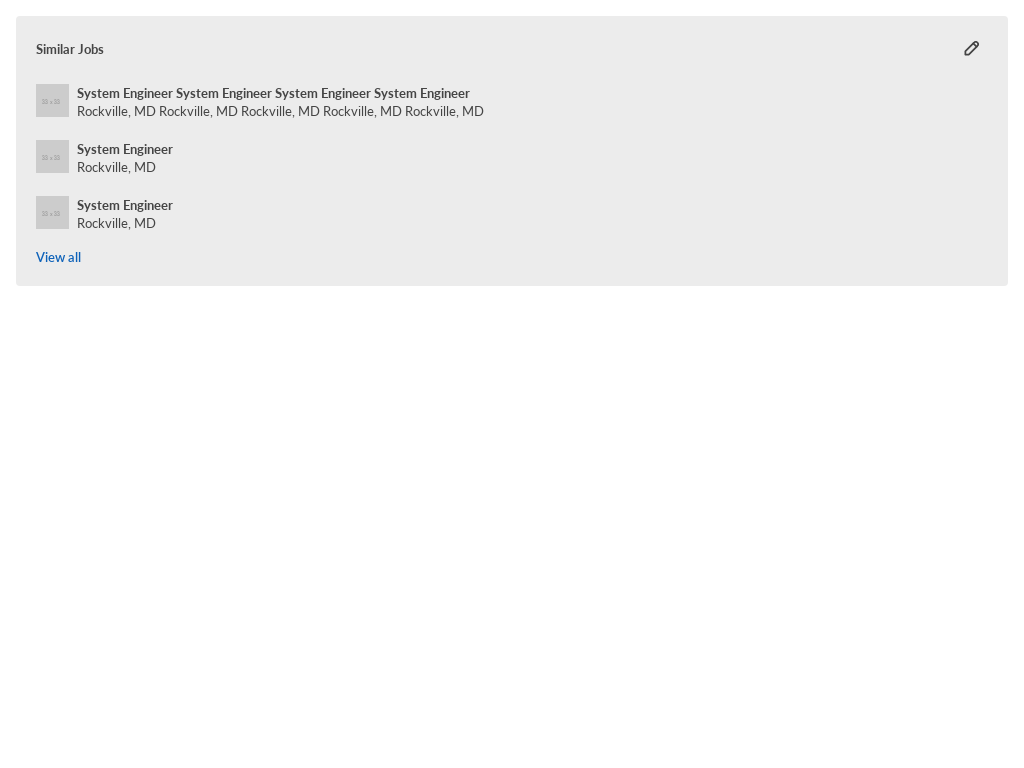 Similar Jobs
System Engineer System Engineer System Engineer System Engineer
Rockville, MD Rockville, MD Rockville, MD Rockville, MD Rockville, MD
System Engineer
Rockville, MD
System Engineer
Rockville, MD
View all